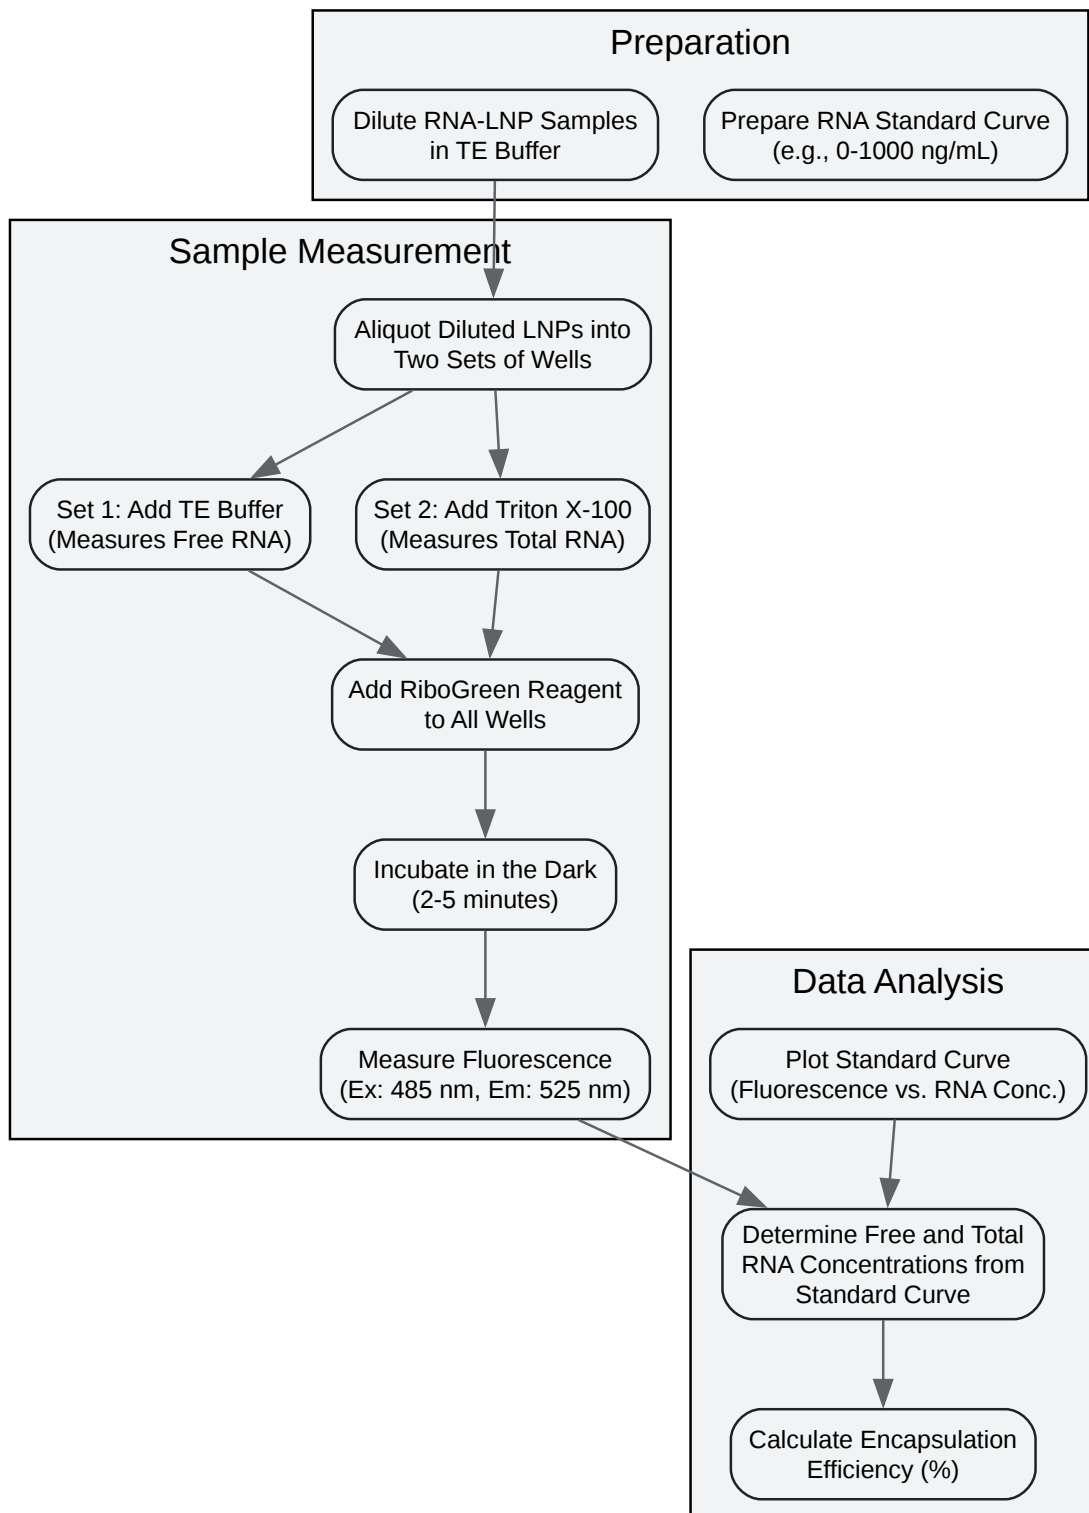 Preparation
Dilute RNA-LNP Samples
in TE Buffer
Prepare RNA Standard Curve
(e.g., 0-1000 ng/mL)
Sample Measurement
Aliquot Diluted LNPs into
Two Sets of Wells
Set 1: Add TE Buffer
(Measures Free RNA)
Set 2: Add Triton X-100
(Measures Total RNA)
Add RiboGreen Reagent
to All Wells
Incubate in the Dark
(2-5 minutes)
Measure Fluorescence
(Ex: 485 nm, Em: 525 nm)
Data Analysis
Plot Standard Curve
(Fluorescence vs. RNA Conc.)
Determine Free and Total
RNA Concentrations from
Standard Curve
Calculate Encapsulation
Efficiency (%)